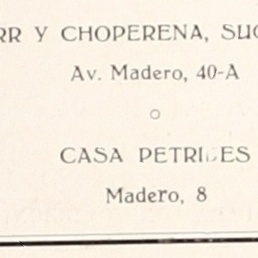 RR Y CHOPERENA, SUC
Av. Madero, 40-A
CASA
Madero, 8